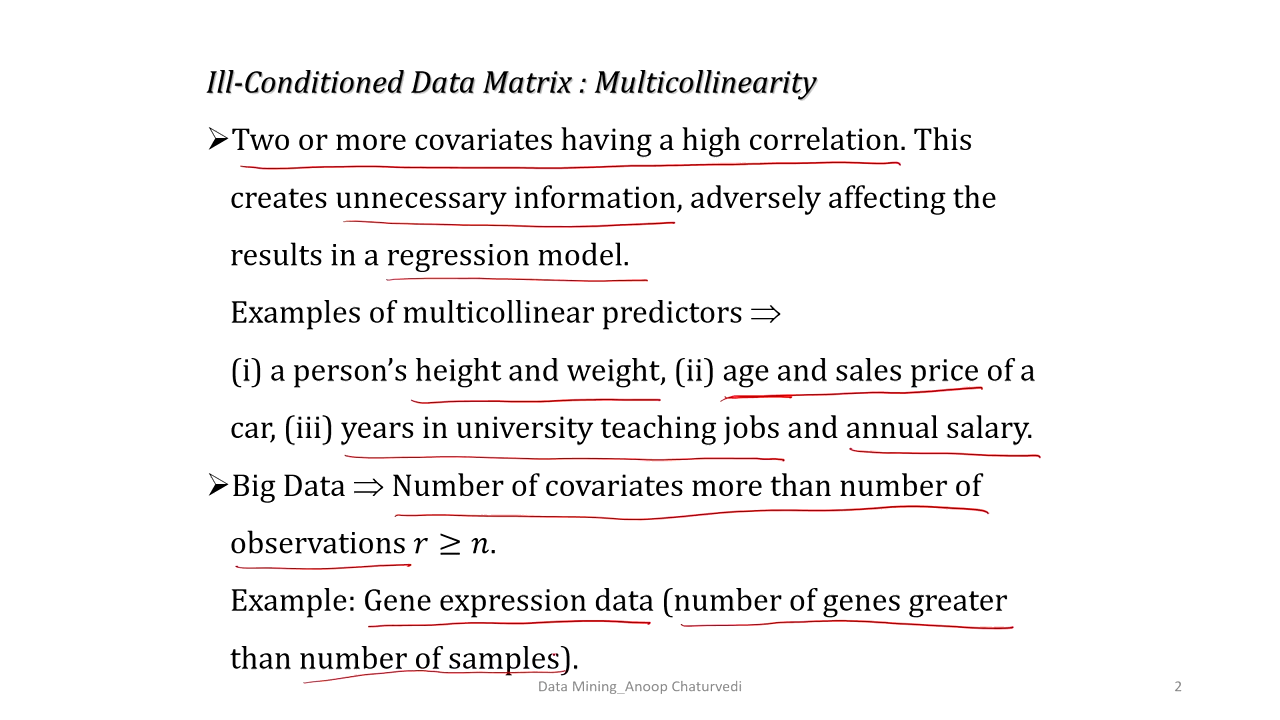 Ill-Conditioned Data Matrix : Multicollinearity
➢Two or more covariates having a high correlation. This
creates unnecessary information, adversely affecting the
results in a regression model.
Examples of multicollinear predictors ⟹
(i) a person’s height and weight, (ii) age and sales price of a
car, (iii) years in university teaching jobs and annual salary.
➢Big Data ⟹ Number of covariates more than number of
observations r ≥ n.
Example: Gene expression data (number of genes greater
than number of samples).
Data Mining_Anoop Chaturvedi
2